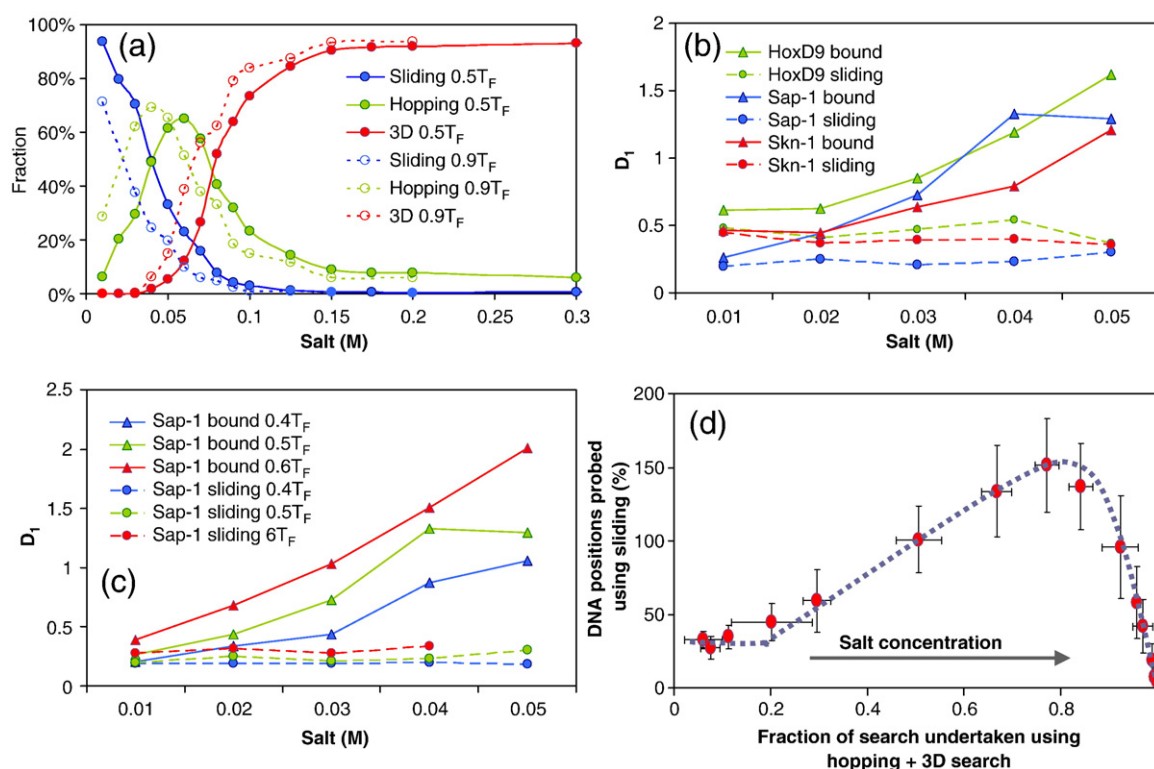 (a)
100%
80%
60%
40%
20%
0%
Fraction
Sliding 0.5T_F
Hopping 0.5T_F
3D 0.5T_F
Sliding 0.9T_F
Hopping 0.9T_F
3D 0.9T_F
0 0.05 0.1 0.15 0.2 0.25 0.3
Salt (M)
(b)
2
1.5
1
0.5
0
D₁
HoxD9 bound
HoxD9 sliding
Sap-1 bound
Sap-1 sliding
Skn-1 bound
Skn-1 sliding
0.01 0.02 0.03 0.04 0.05
Salt (M)
(c)
2.5
2
1.5
1
0.5
0
D₁
Sap-1 bound 0.4T_F
Sap-1 bound 0.5T_F
Sap-1 bound 0.6T_F
Sap-1 sliding 0.4T_F
Sap-1 sliding 0.5T_F
Sap-1 sliding 6T_F
0.01 0.02 0.03 0.04 0.05
Salt (M)
(d)
200
150
100
50
0
DNA positions probed
using sliding (%)
Salt concentration
0 0.2 0.4 0.6 0.8
Fraction of search undertaken using
hopping + 3D search